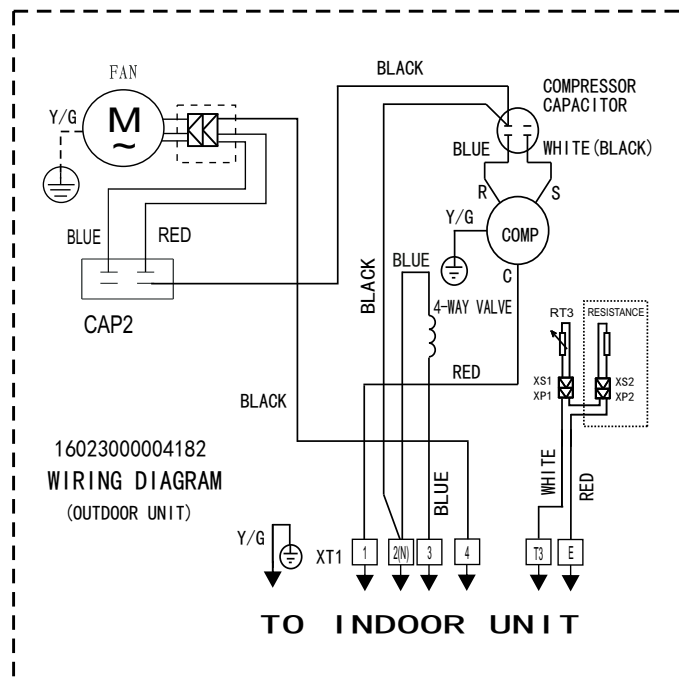 FAN
BLACK
COMPRESSOR
CAPACITOR
Y/G
M
~
BLUE
WHITE(BLACK)
R
S
Y/G
COMP
BLUE
RED
BLUE
C
BLACK
4-WAY VALVE
CAP2
RT3
RESISTANCE
RED
XS1
XP1
XS2
XP2
BLACK
16023000004182
WIRING DIAGRAM
(OUTDOOR UNIT)
BLUE
WHITE
RED
Y/G
XT1
1
2(N)
3
4
T3
E
TO INDOOR UNIT